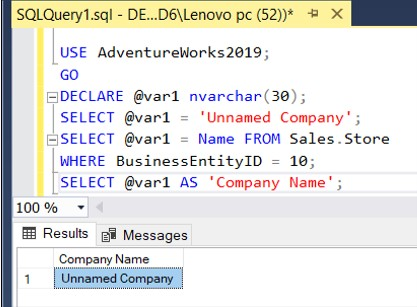 SQLQuery1.sql - DE...D6\Lenovo pc (52))*
USE AdventureWorks2019;
GO
DECLARE @var1 nvarchar(30);
SELECT @var1 = 'Unnamed Company';
SELECT @var1 = Name FROM Sales.Store
WHERE BusinessEntityID = 10;
SELECT @var1 AS 'Company Name';
100 %
Results Messages
Company Name
1 Unnamed Company